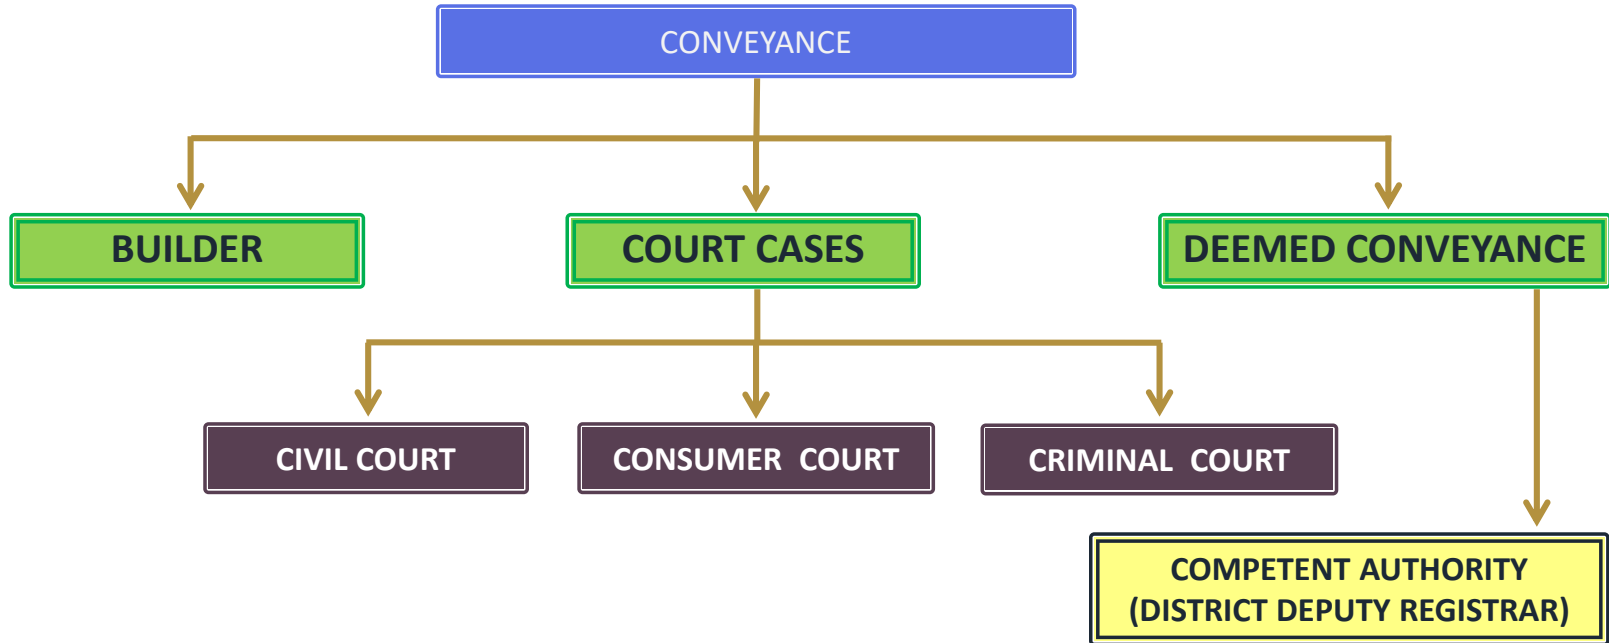 CONVEYANCE
BUILDER
COURT CASES
DEEMED CONVEYANCE
CIVIL COURT
CONSUMER COURT
CRIMINAL COURT
COMPETENT AUTHORITY
(DISTRICT DEPUTY REGISTRAR)